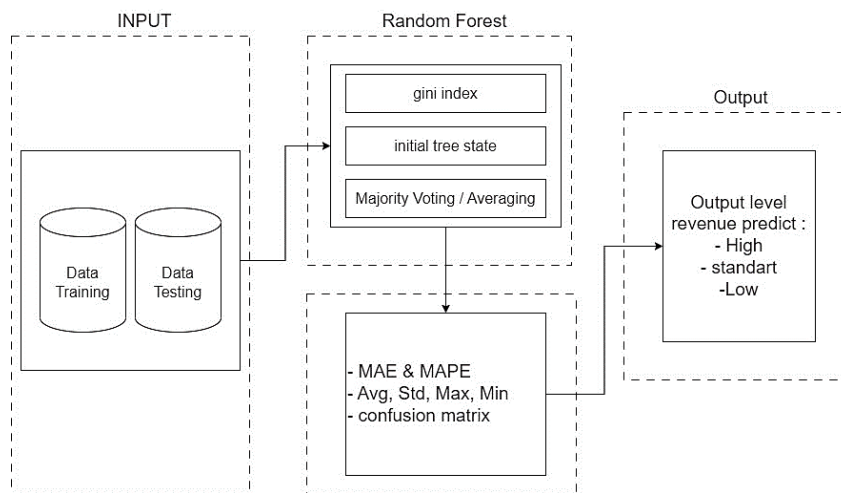 INPUT
Data
Training
Data
Testing
Random Forest
gini index
initial tree state
Majority Voting / Averaging
- MAE & MAPE
- Avg, Std, Max, Min
- confusion matrix
Output
Output level
revenue predict :
- High
- standart
-Low